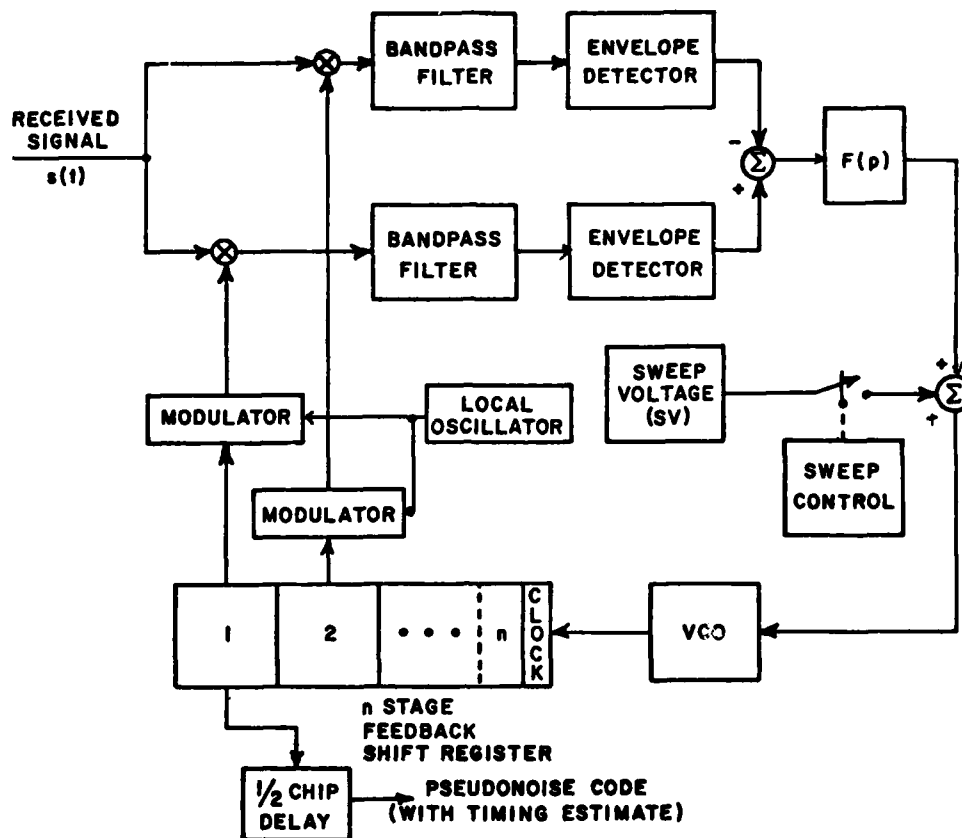 BANDPASS
FILTER
ENVELOPE
DETECTOR
RECEIVED
SIGNAL
s(t)
-
+
Σ
F(p)
BANDPASS
FILTER
ENVELOPE
DETECTOR
SWEEP
VOLTAGE
(SV)
+
+
Σ
MODULATOR
LOCAL
OSCILLATOR
SWEEP
CONTROL
MODULATOR
1
2
• • •
n
CLOCK
VCO
n STAGE
FEEDBACK
SHIFT REGISTER
1/2 CHIP
DELAY
PSEUDONOISE CODE
(WITH TIMING ESTIMATE)